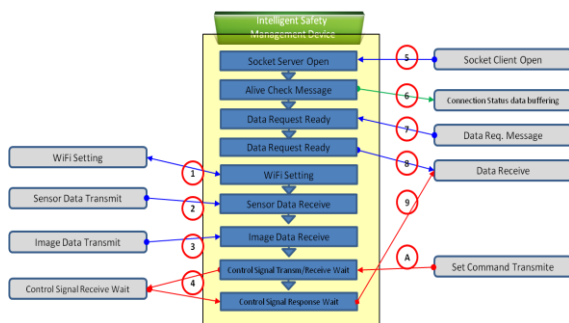 Intelligent Safety
Management Device
Socket Server Open
5
Socket Client Open
Alive Check Message
6
Connection Status data buffering
Data Request Ready
7
Data Req. Message
Data Request Ready
8
Data Receive
WiFi Setting
1
WiFi Setting
Sensor Data Transmit
2
Sensor Data Receive
9
Image Data Transmit
3
Image Data Receive
Control Signal Transm/Receive Wait
A
Set Command Transmite
Control Signal Receive Wait
4
Control Signal Response Wait